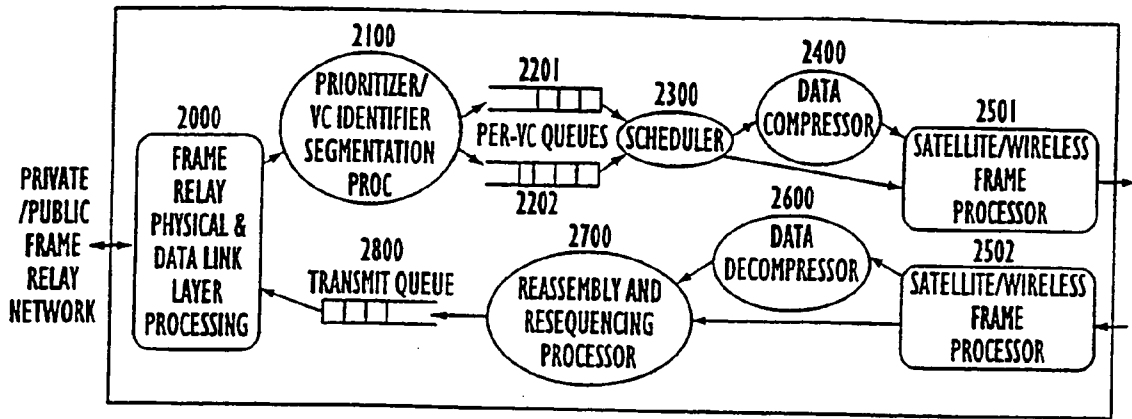 PRIVATE
/PUBLIC
FRAME
RELAY
NETWORK
2000
FRAME
RELAY
PHYSICAL &
DATA LINK
LAYER
PROCESSING
2100
PRIORITIZER/
VC IDENTIFIER
SEGMENTATION
PROC
2201
PER-VC QUEUES
2202
2300
SCHEDULER
2400
DATA
COMPRESSOR
2501
SATELLITE/WIRELESS
FRAME
PROCESSOR
2502
SATELLITE/WIRELESS
FRAME
PROCESSOR
2600
DATA
DECOMPRESSOR
2700
REASSEMBLY AND
RESEQUENCING
PROCESSOR
2800
TRANSMIT QUEUE